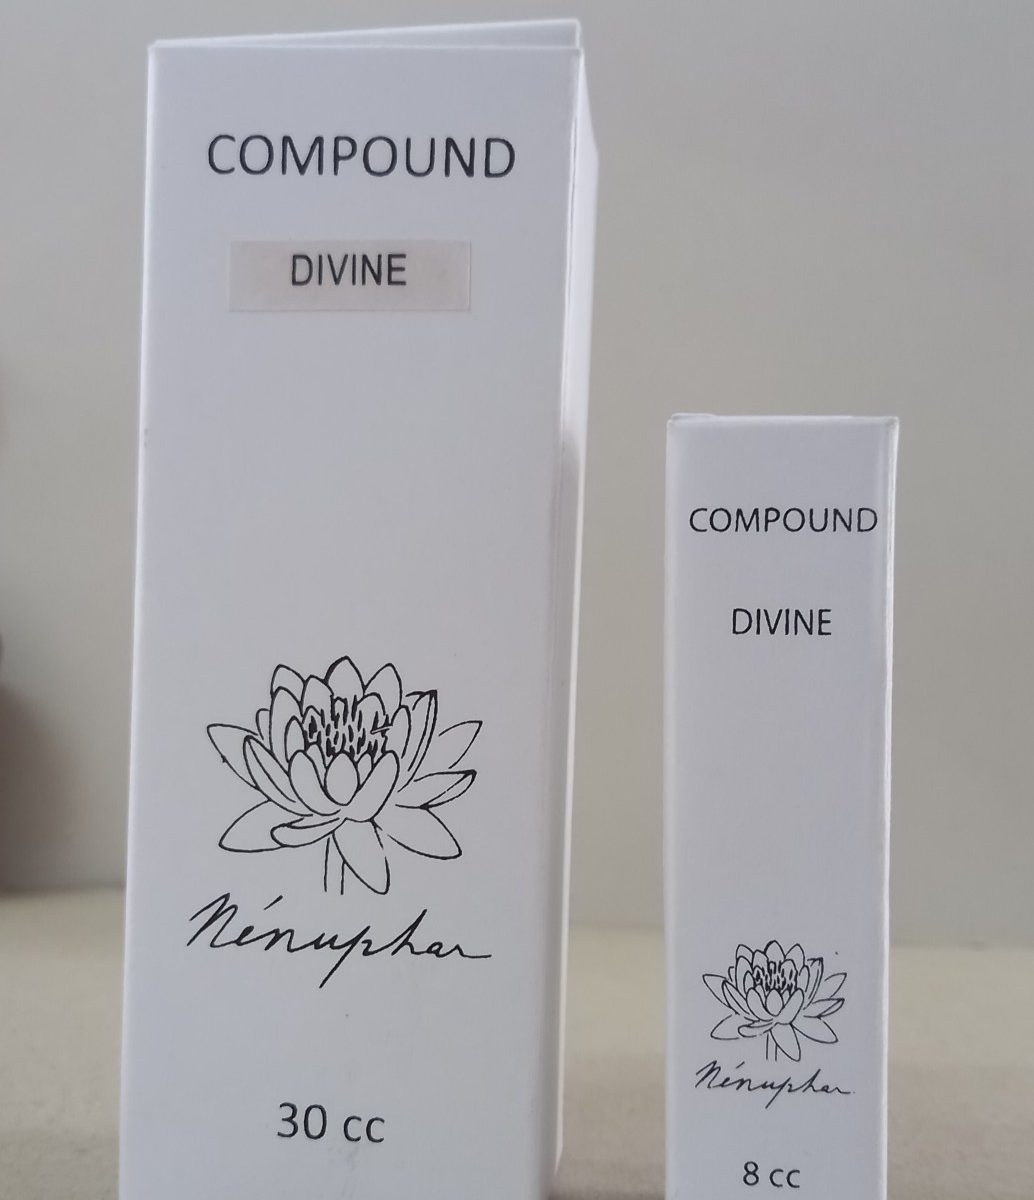 COMPOUND
DIVINE
Nénuphar
30 cc
COMPOUND
DIVINE
Nénuphar
8 cc